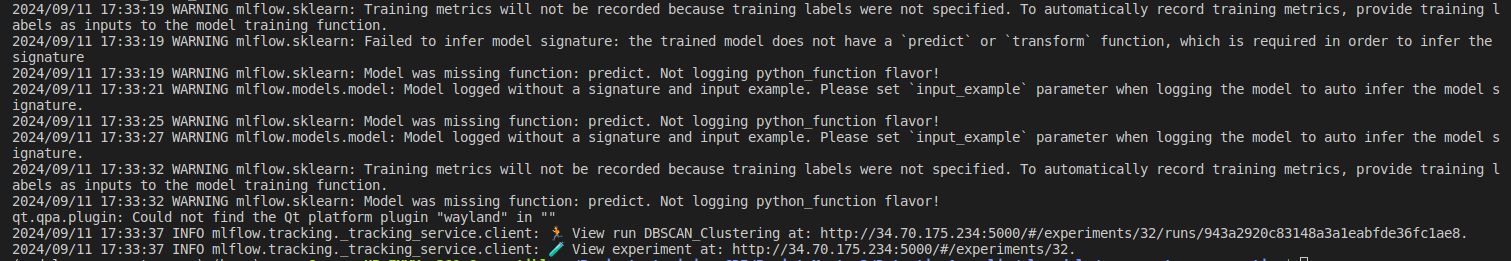 2024/09/11 17:33:19 WARNING mlflow.sklearn: Training metrics will not be recorded because training labels were not specified. To automatically record training metrics, provide training l
abels as inputs to the model training function.
2024/09/11 17:33:19 WARNING mlflow.sklearn: Failed to infer model signature: the trained model does not have a `predict` or `transform` function, which is required in order to infer the
signature
2024/09/11 17:33:19 WARNING mlflow.sklearn: Model was missing function: predict. Not logging python_function flavor!
2024/09/11 17:33:21 WARNING mlflow.models.model: Model logged without a signature and input example. Please set `input_example` parameter when logging the model to auto infer the model s
ignature.
2024/09/11 17:33:25 WARNING mlflow.sklearn: Model was missing function: predict. Not logging python_function flavor!
2024/09/11 17:33:27 WARNING mlflow.models.model: Model logged without a signature and input example. Please set `input_example` parameter when logging the model to auto infer the model s
ignature.
2024/09/11 17:33:32 WARNING mlflow.sklearn: Training metrics will not be recorded because training labels were not specified. To automatically record training metrics, provide training l
abels as inputs to the model training function.
2024/09/11 17:33:32 WARNING mlflow.sklearn: Model was missing function: predict. Not logging python_function flavor!
qt.qpa.plugin: Could not find the Qt platform plugin "wayland" in ""
2024/09/11 17:33:37 INFO mlflow.tracking._tracking_service.client: 🏃 View run DBSCAN_Clustering at: http://34.70.175.234:5000/#/experiments/32/runs/943a2920c83148a3a1eabfde36fc1ae8.
2024/09/11 17:33:37 INFO mlflow.tracking._tracking_service.client: 🧪 View experiment at: http://34.70.175.234:5000/#/experiments/32.